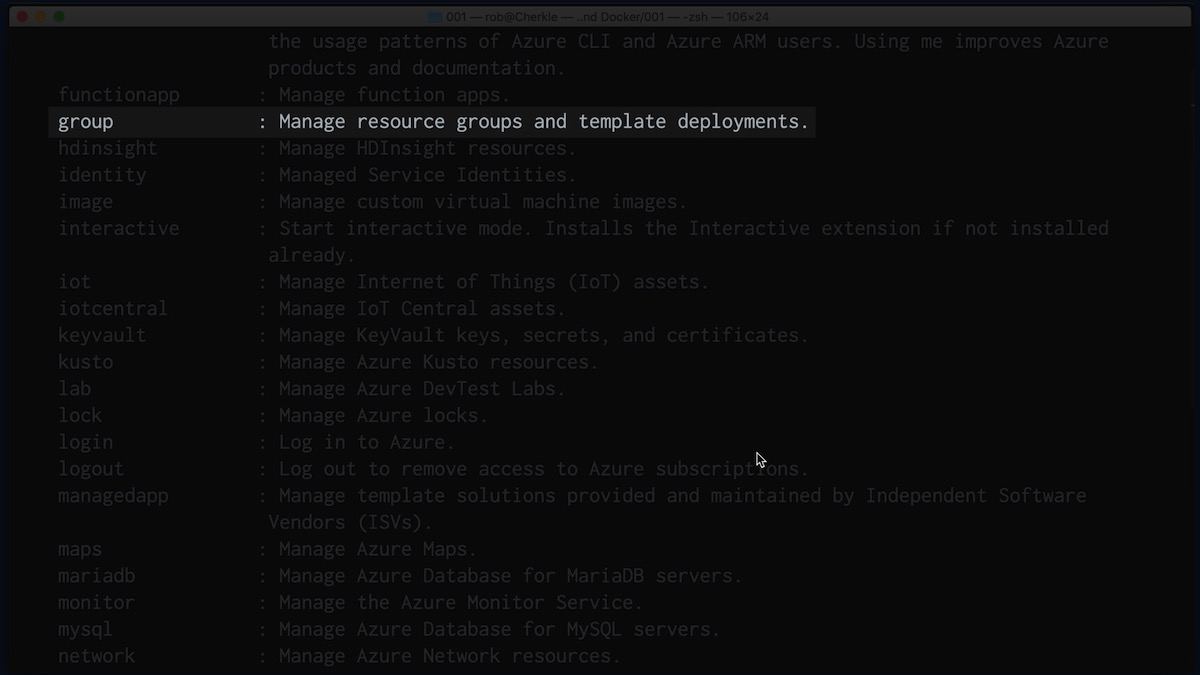 001 — rob@Cherkle — ..nd Docker/001 — -zsh — 106×24
the usage patterns of Azure CLI and Azure ARM users. Using me improves Azure
products and documentation.
functionapp : Manage function apps.
group : Manage resource groups and template deployments.
hdinsight : Manage HDInsight resources.
identity : Managed Service Identities.
image : Manage custom virtual machine images.
interactive : Start interactive mode. Installs the Interactive extension if not installed
already.
iot : Manage Internet of Things (IoT) assets.
iotcentral : Manage IoT Central assets.
keyvault : Manage KeyVault keys, secrets, and certificates.
kusto : Manage Azure Kusto resources.
lab : Manage Azure DevTest Labs.
lock : Manage Azure locks.
login : Log in to Azure.
logout : Log out to remove access to Azure subscriptions.
managedapp : Manage template solutions provided and maintained by Independent Software
Vendors (ISVs).
maps : Manage Azure Maps.
mariadb : Manage Azure Database for MariaDB servers.
monitor : Manage the Azure Monitor Service.
mysql : Manage Azure Database for MySQL servers.
network : Manage Azure Network resources.